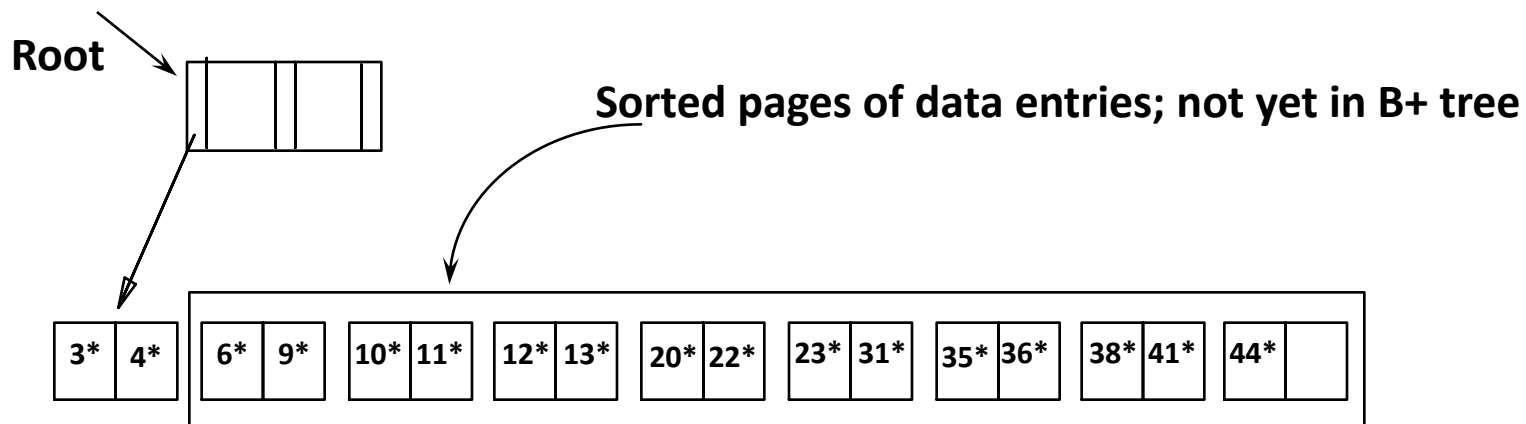 Root
Sorted pages of data entries; not yet in B+ tree
3* 4* 6* 9* 10* 11* 12* 13* 20* 22* 23* 31* 35* 36* 38* 41* 44*